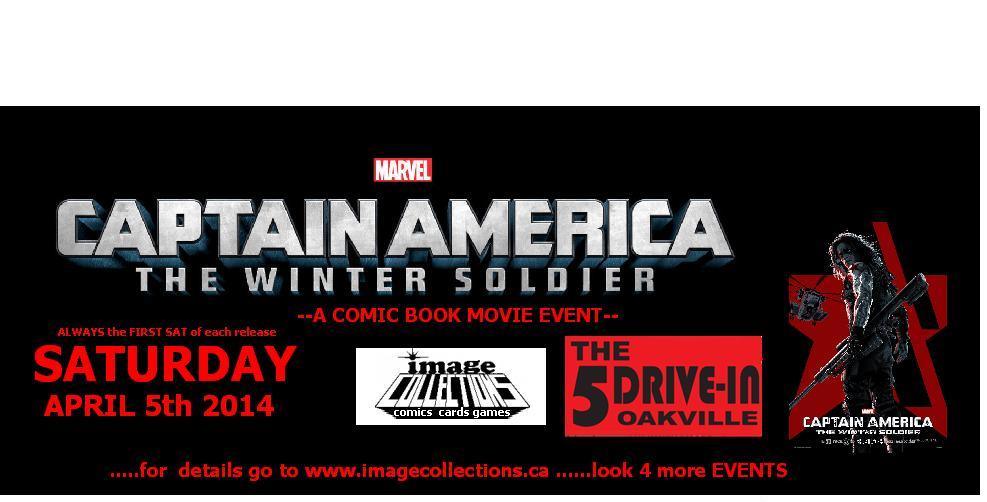 MARVEL
CAPTAIN AMERICA
THE WINTER SOLDIER
--A COMIC BOOK MOVIE EVENT--
ALWAYS the FIRST SAT of each release
SATURDAY
APRIL 5th 2014
image
COLLECTIONS
comics cards games
THE
5 DRIVE-IN
OAKVILLE
MARVEL
CAPTAIN AMERICA
THE WINTER SOLDIER
.....for details go to www.imagecollections.ca ......look 4 more EVENTS